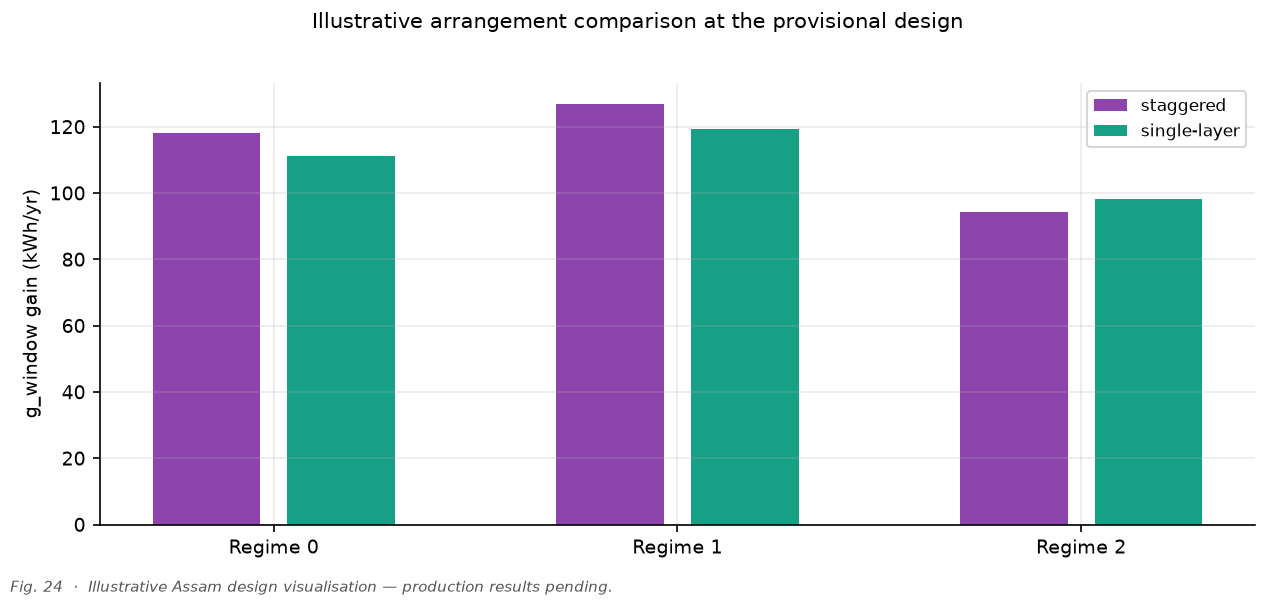 Illustrative arrangement comparison at the provisional design
staggered
single-layer
g_window gain (kWh/yr)
120
100
80
60
40
20
0
Regime 0
Regime 1
Regime 2
Fig. 24 · Illustrative Assam design visualisation — production results pending.